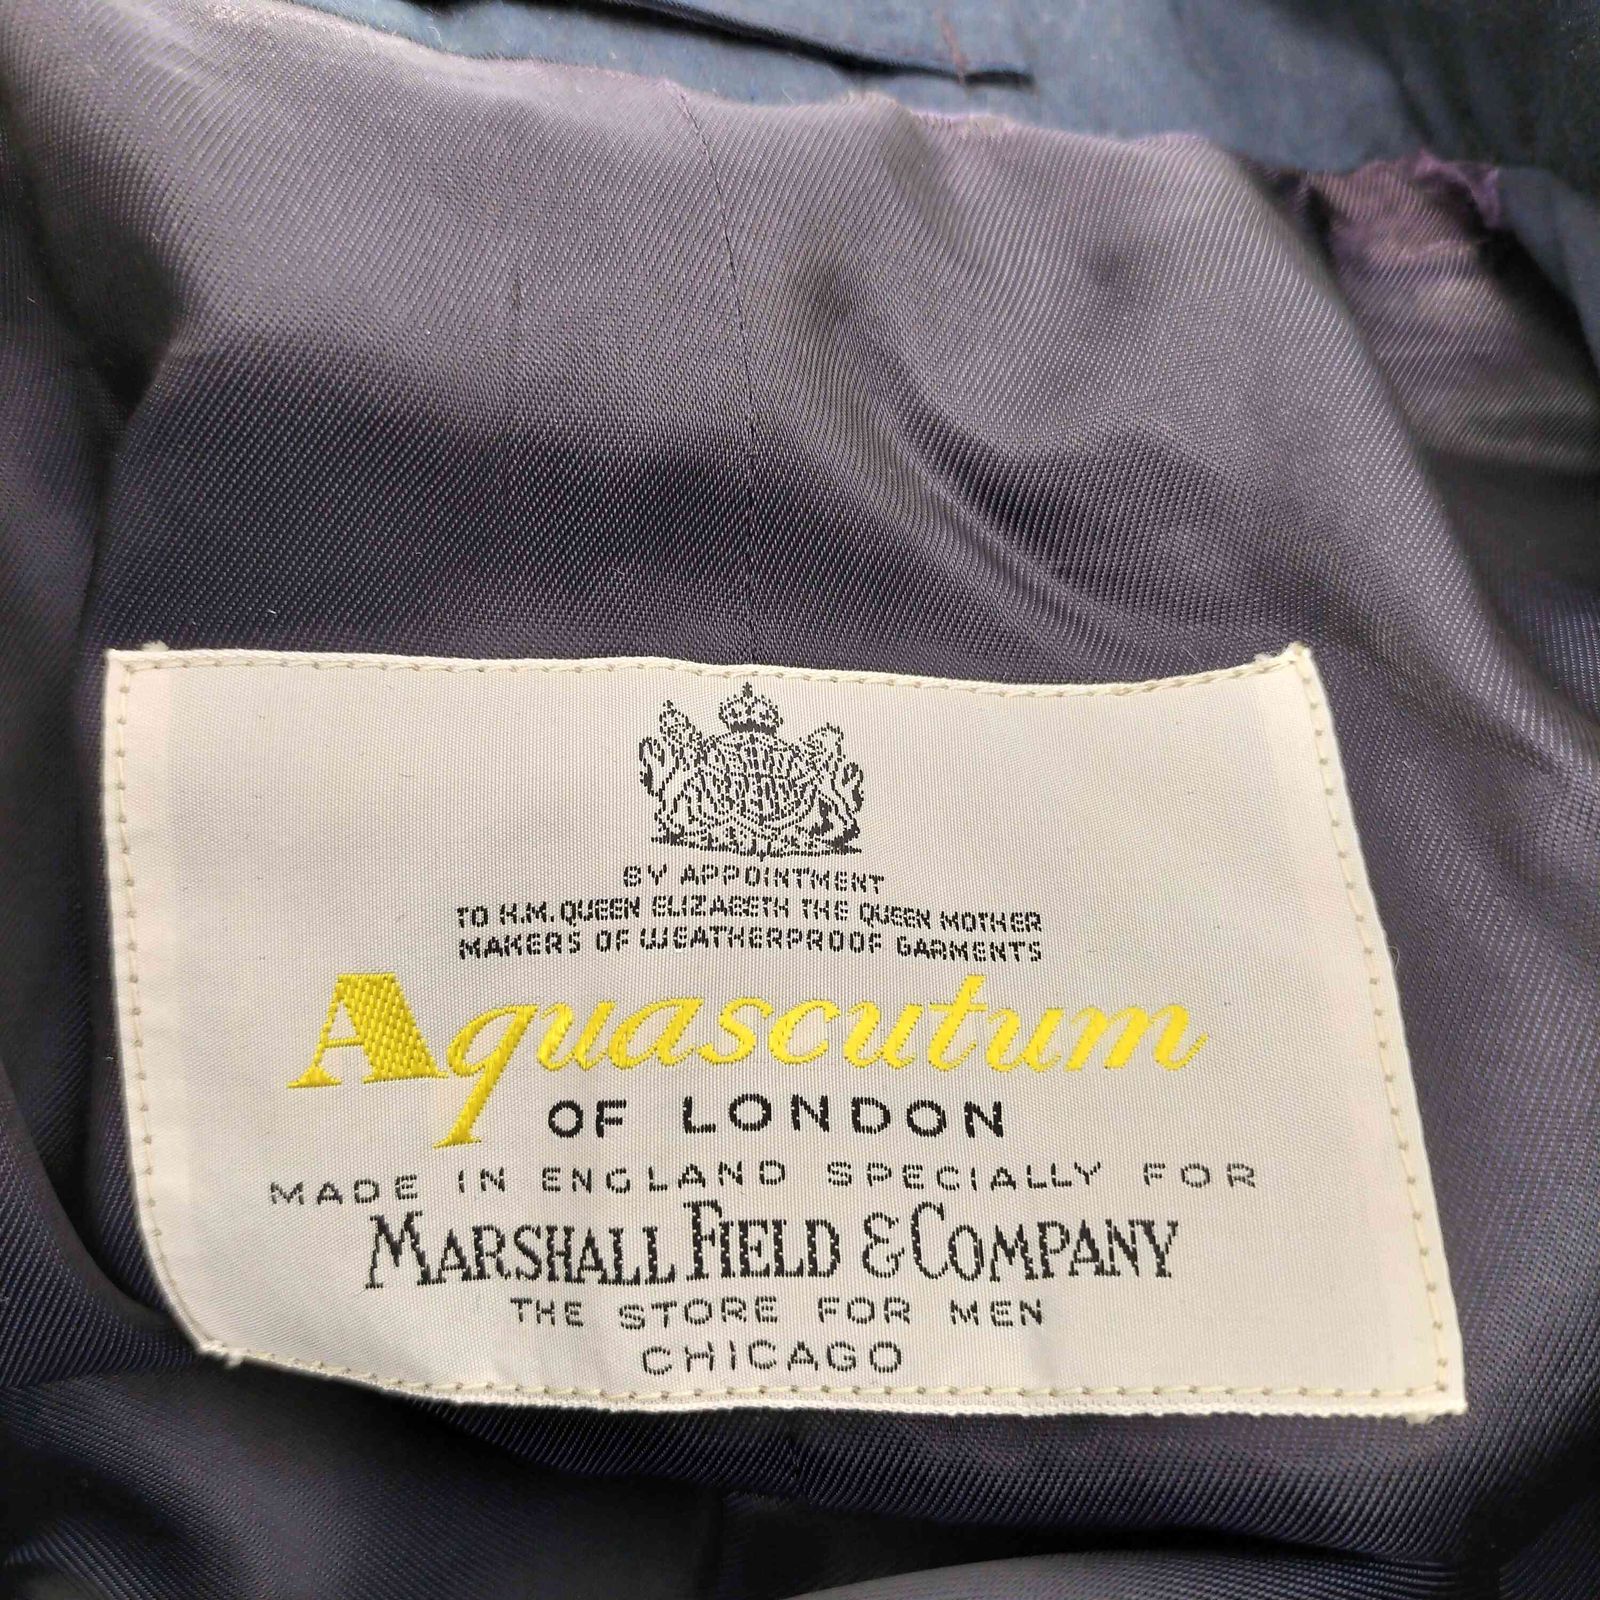 BY APPOINTMENT
TO H.M. QUEEN ELIZABETH THE QUEEN MOTHER
MAKERS OF WEATHERPROOF GARMENTS
Aquascutum
OF LONDON
MADE IN ENGLAND SPECIALLY FOR
MARSHALL FIELD & COMPANY
THE STORE FOR MEN
CHICAGO